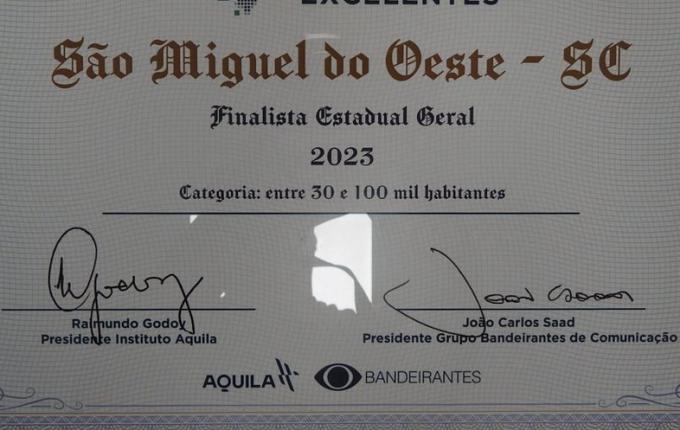 EXCELENTES
São Miguel do Oeste - SC
Finalista Estadual Geral
2023
Categoria: entre 30 e 100 mil habitantes
Raimundo Godoy
Presidente Instituto Aquila
João Carlos Saad
Presidente Grupo Bandeirantes de Comunicação
AQUILA
BANDEIRANTES